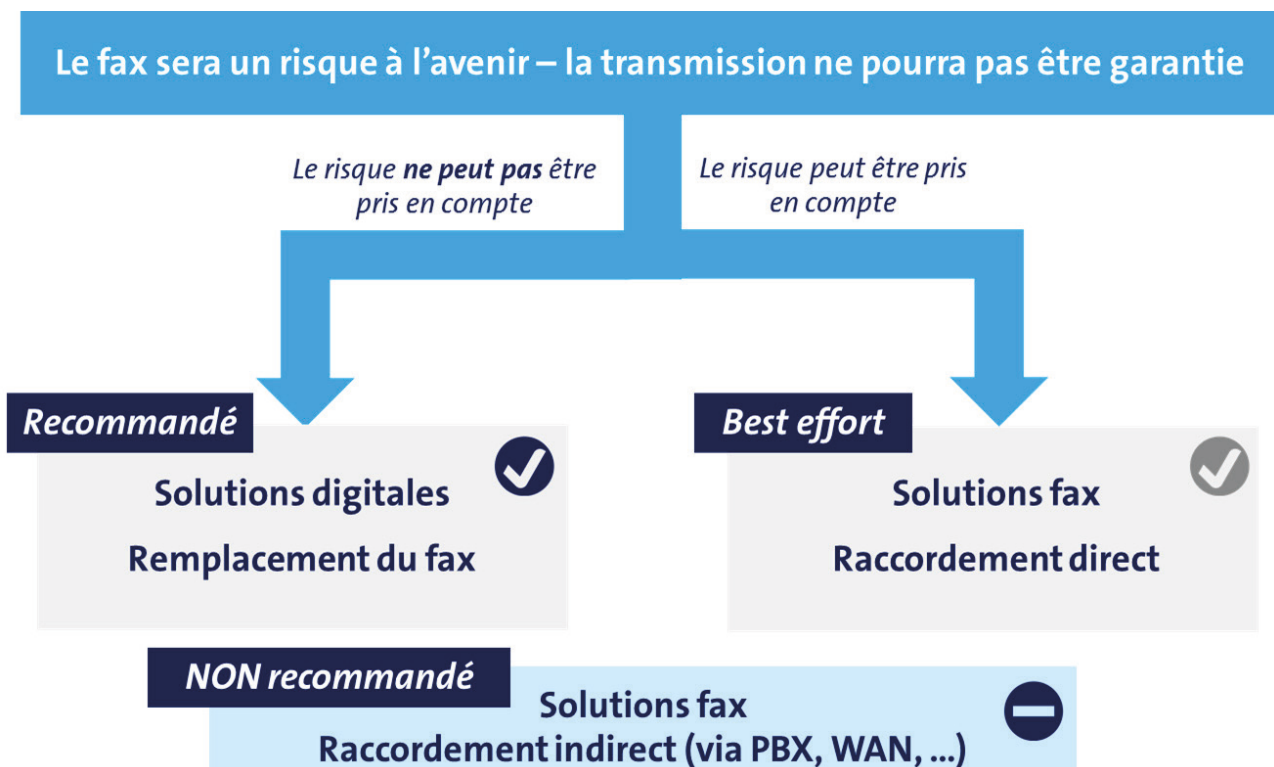 Le fax sera un risque à l'avenir – la transmission ne pourra pas être garantie
Le risque ne peut pas être
pris en compte
Le risque peut être pris
en compte
Recommandé
Solutions digitales
Remplacement du fax
Best effort
Solutions fax
Raccordement direct
NON recommandé
Solutions fax
Raccordement indirect (via PBX, WAN, ...)